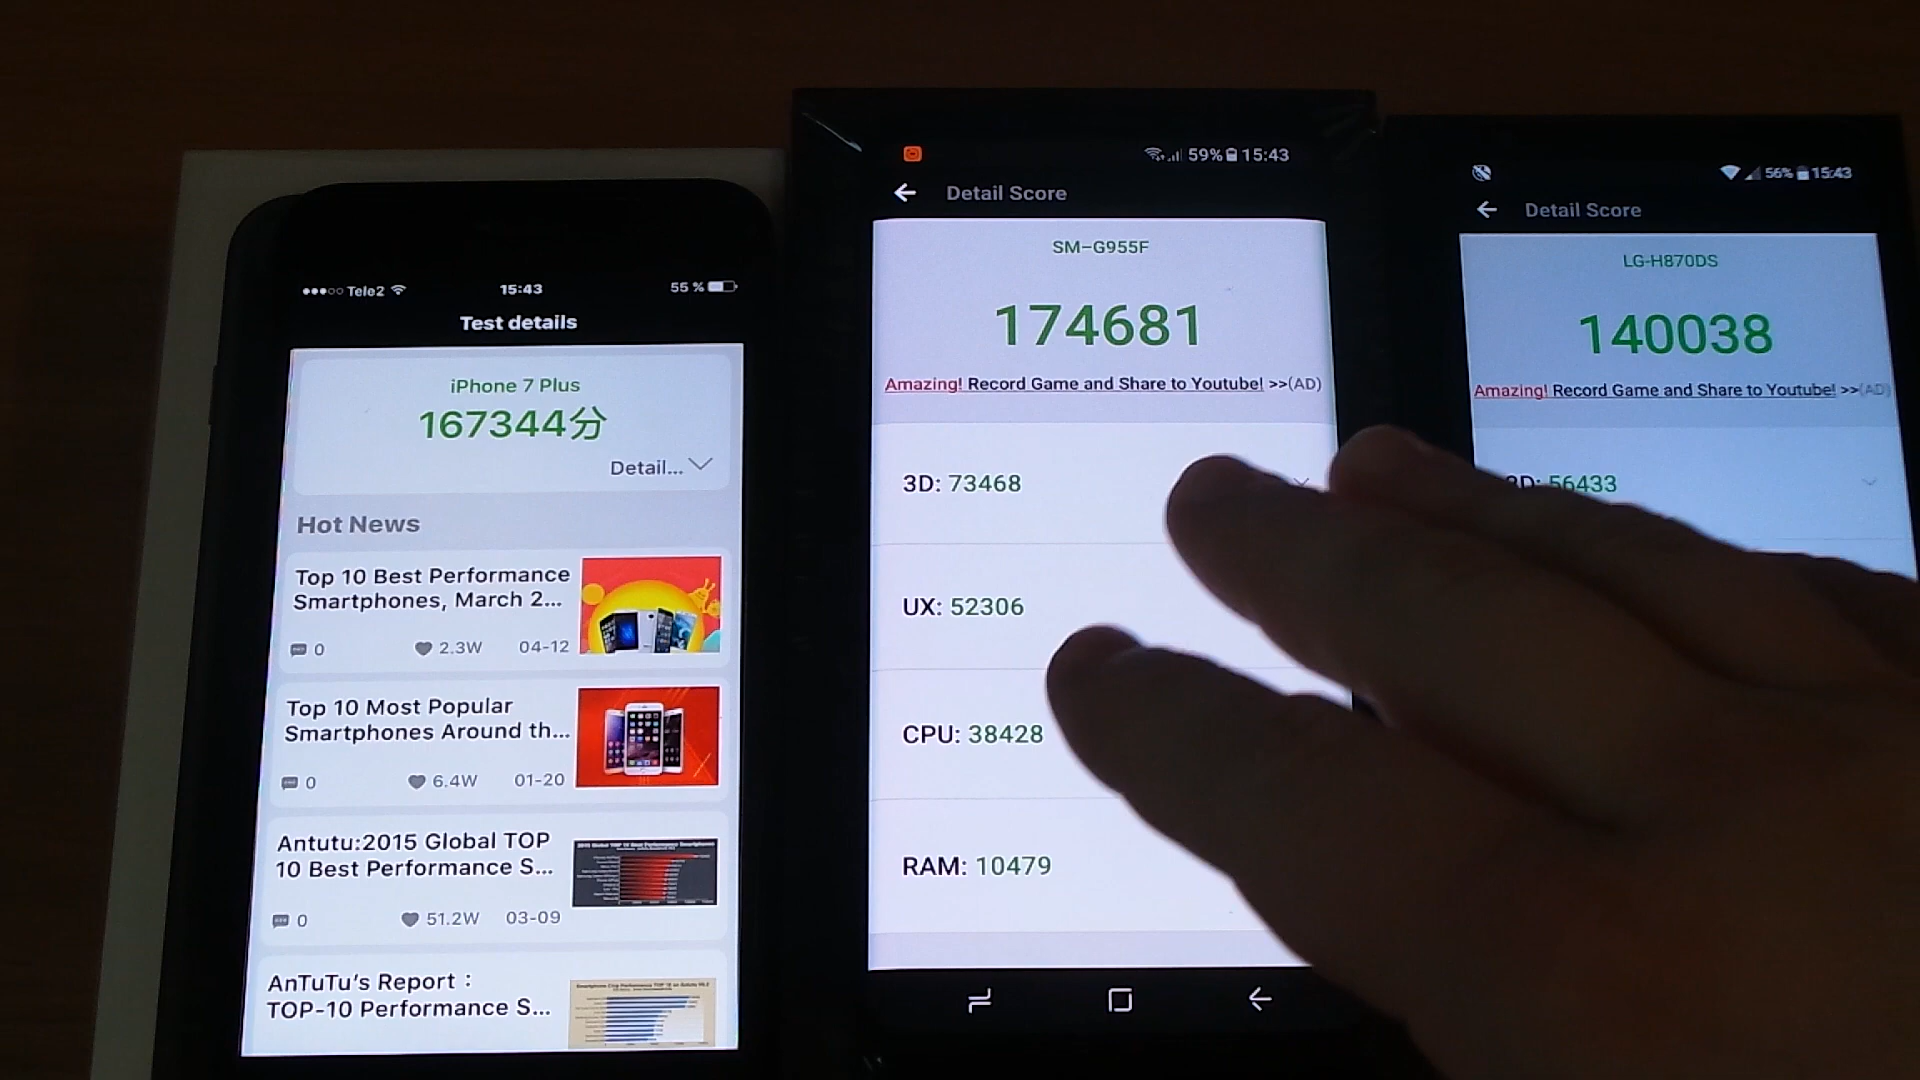 Tele2
15:43
55 %
Test details
iPhone 7 Plus
167344分
Detail...
Hot News
Top 10 Best Performance
Smartphones, March 2...
0
2.3W
04-12
Top 10 Most Popular
Smartphones Around th...
0
6.4W
01-20
Antutu:2015 Global TOP
10 Best Performance S...
0
51.2W
03-09
AnTuTu's Report :
TOP-10 Performance S...
59%
15:43
Detail Score
SM-G955F
174681
Amazing! Record Game and Share to Youtube! >>(AD)
3D: 73468
UX: 52306
CPU: 38428
RAM: 10479
56%
15:43
Detail Score
LG-H870DS
140038
Amazing! Record Game and Share to Youtube! >>(AD)
3D: 56433